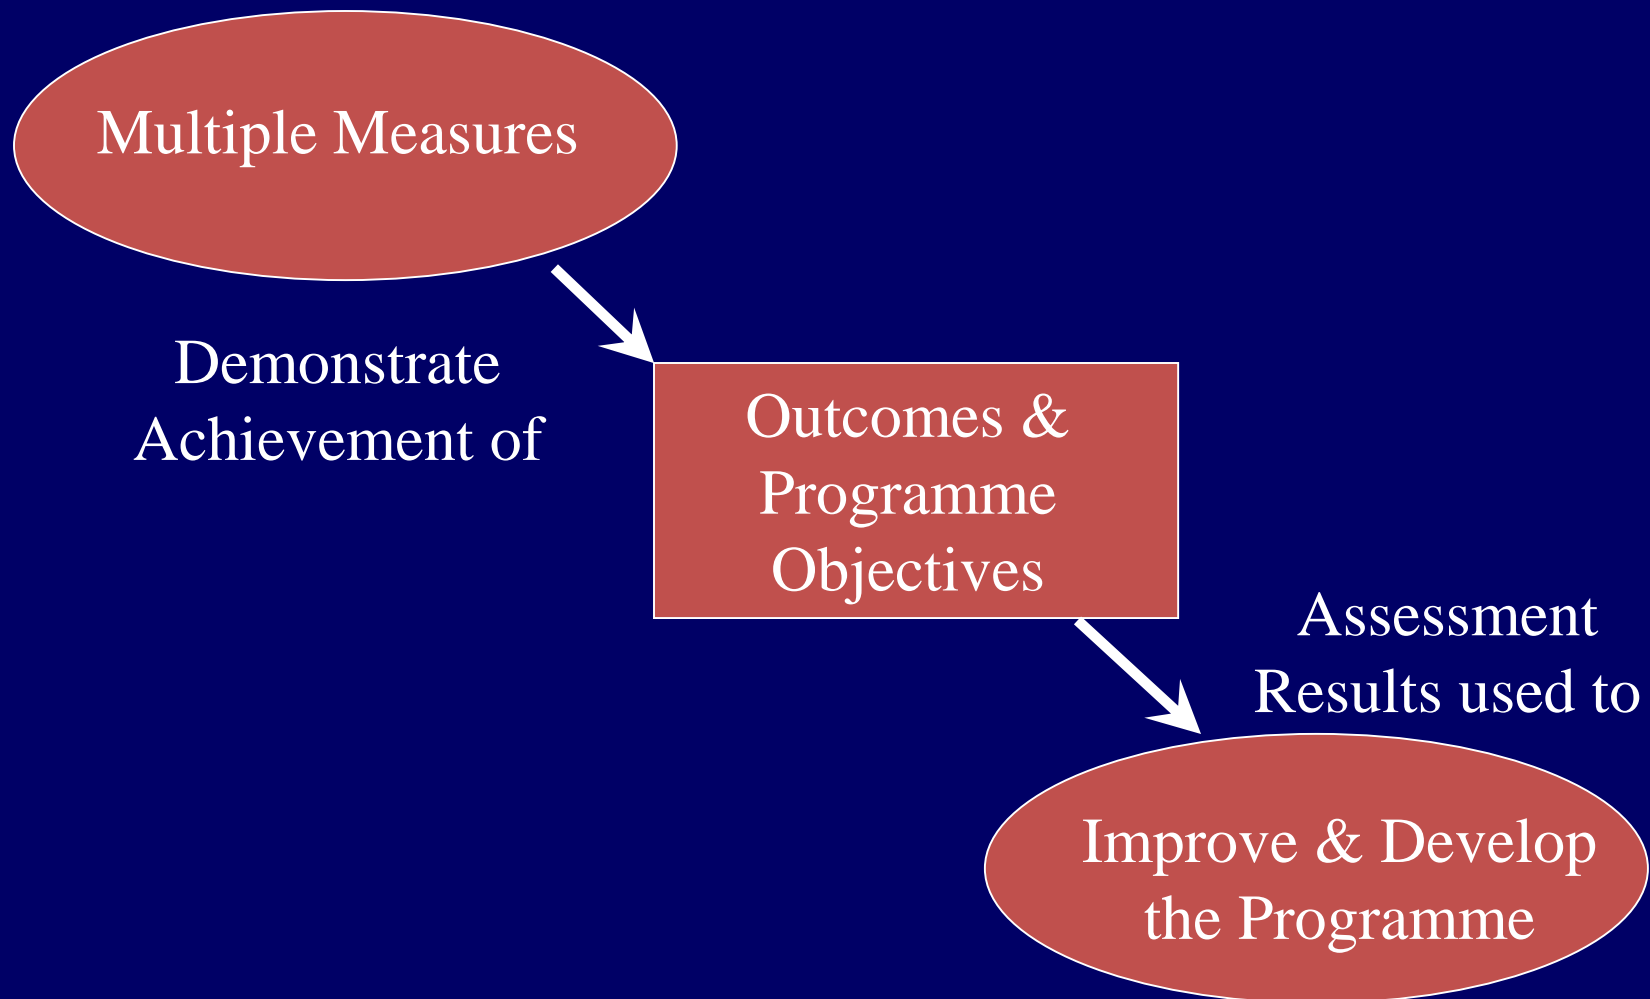 Multiple Measures
Demonstrate
Achievement of
Outcomes &
Programme
Objectives
Assessment
Results used to
Improve & Develop
the Programme